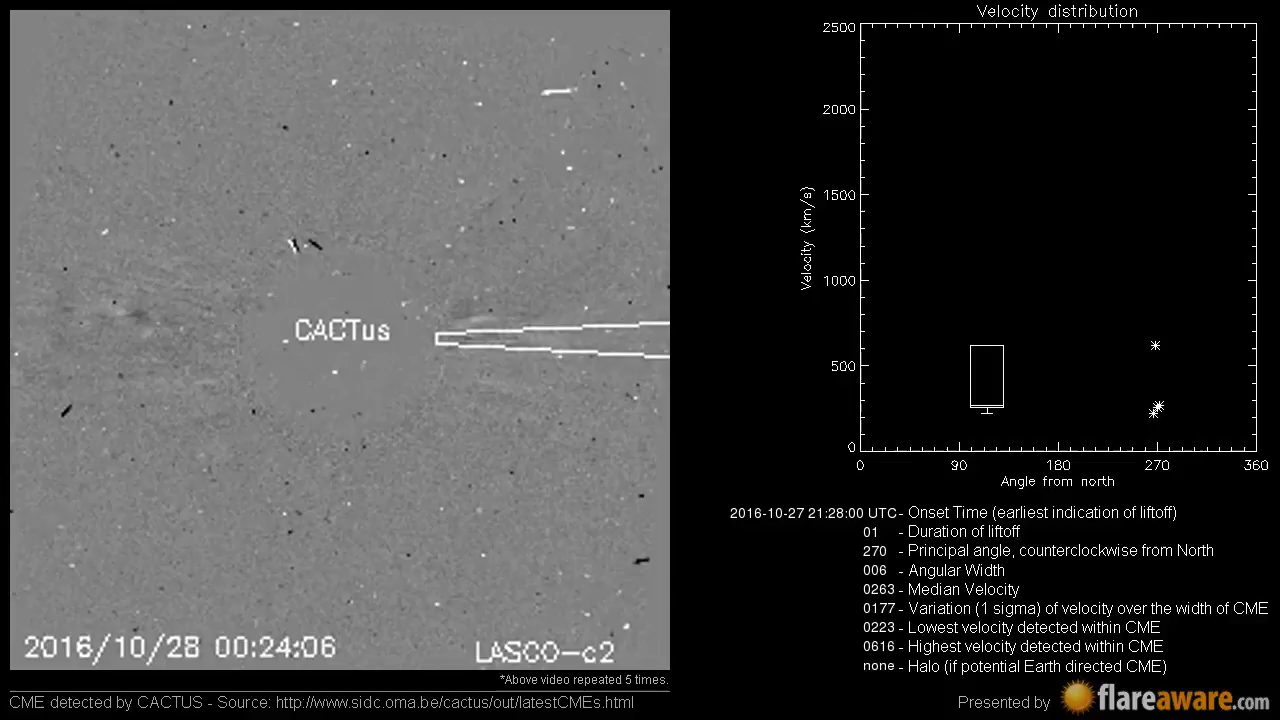 CACTus
2016/10/28 00:24:06
LASCO-c2
*Above video repeated 5 times.
CME detected by CACTUS - Source: http://www.sidc.oma.be/cactus/out/latestCMEs.html
Velocity distribution
Velocity (km/s)
2500
2000
1500
1000
500
0
0 90 180 270 360
Angle from north
2016-10-27 21:28:00 UTC - Onset Time (earliest indication of liftoff)
01 - Duration of liftoff
270 - Principal angle, counterclockwise from North
006 - Angular Width
0263 - Median Velocity
0177 - Variation (1 sigma) of velocity over the width of CME
0223 - Lowest velocity detected within CME
0616 - Highest velocity detected within CME
none - Halo (if potential Earth directed CME)
Presented by flareaware.com